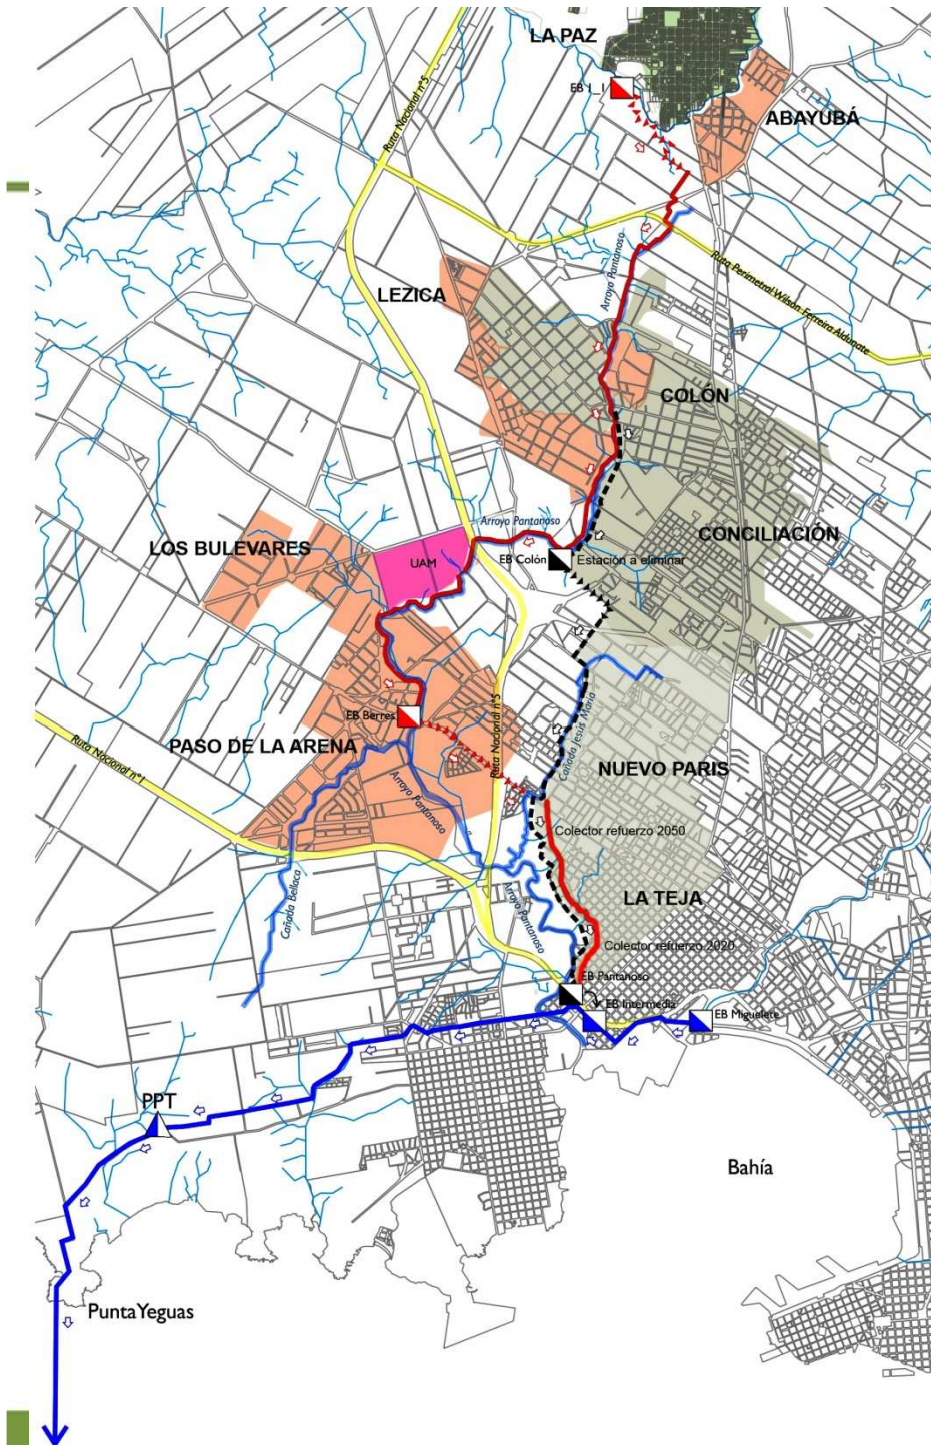 LA PAZ
EB L_I
ABAYUBÁ
Ruta Nacional nº5
Arroyo Pantanoso
Ruta Perimetral Wilson Ferreira Aldunate
LEZICA
COLÓN
Arroyo Pantanoso
LOS BULEVARES
CONCILIACIÓN
UAM
EB Colón
Estación a eliminar
EB Berres
PASO DE LA ARENA
Ruta Nacional nº5
Cañada Jesús María
Ruta Nacional nº1
NUEVO PARIS
Arroyo Pantanoso
Colector refuerzo 2050
Cañada Bellaca
LA TEJA
Arroyo Pantanoso
Colector refuerzo 2020
EB Pantanoso
EB Intermedia
EB Miguelete
PPT
Bahía
Punta Yeguas